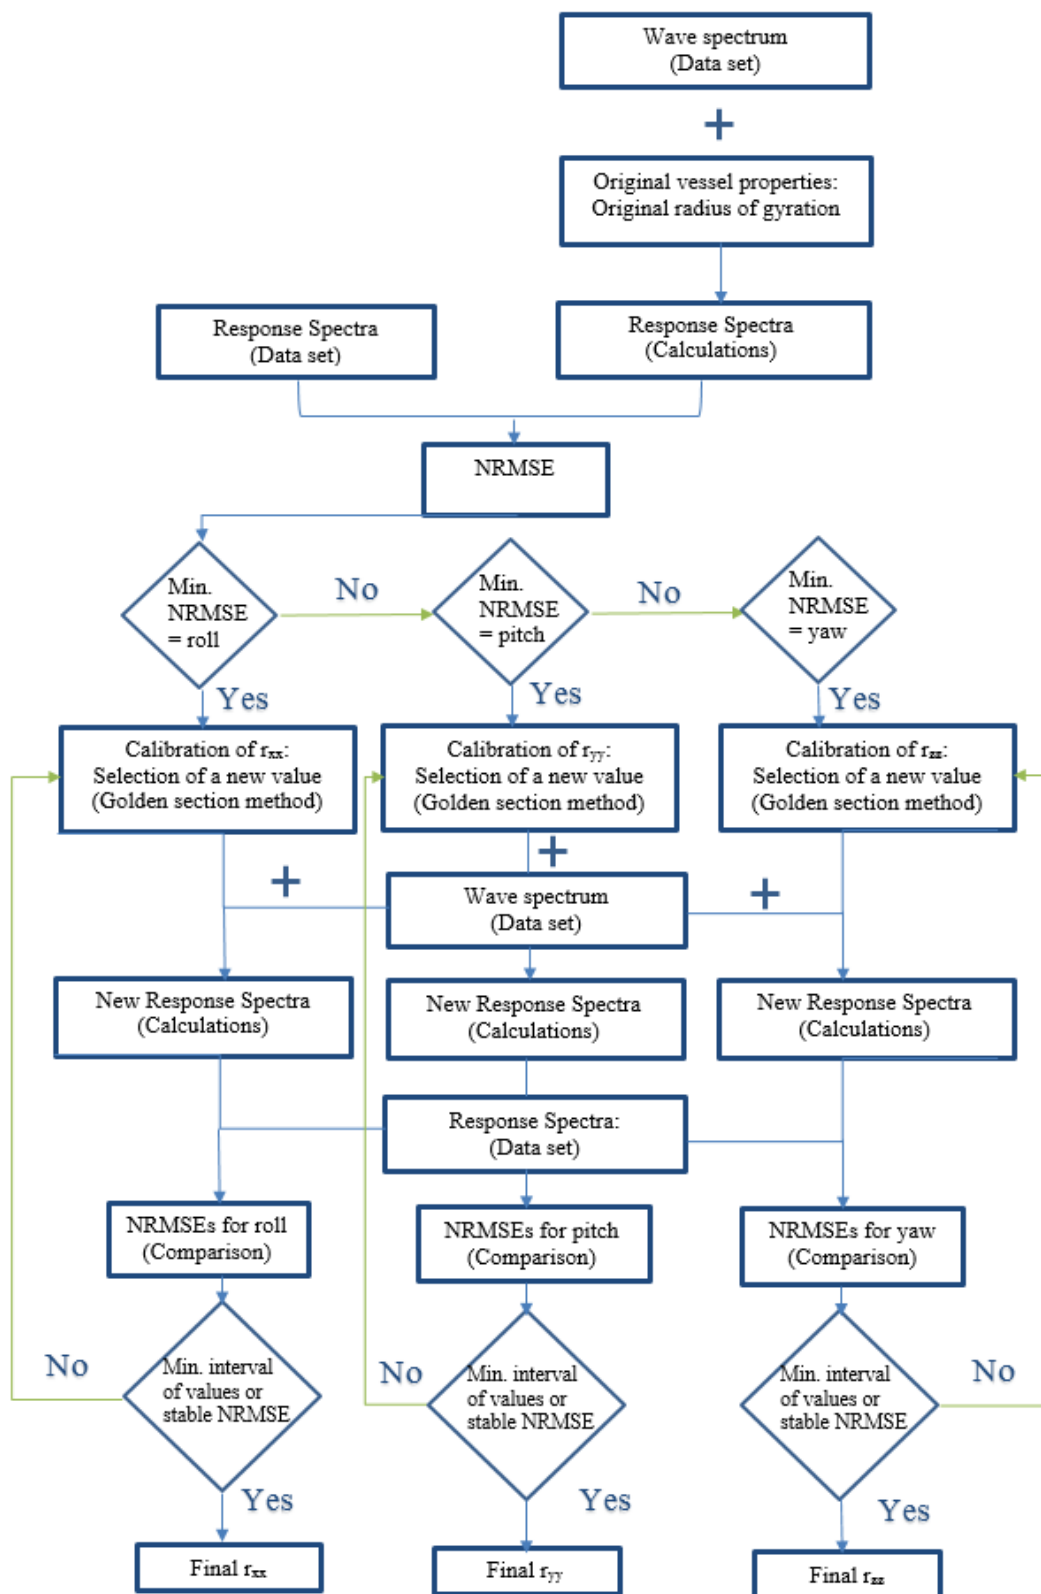 Wave spectrum
(Data set)
+
Original vessel properties:
Original radius of gyration
Response Spectra
(Data set)
Response Spectra
(Calculations)
NRMSE
Min.
NRMSE
= roll
No
Min.
NRMSE
= pitch
No
Min.
NRMSE
= yaw
Yes
Yes
Yes
Calibration of rxx:
Selection of a new value
(Golden section method)
Calibration of ryy:
Selection of a new value
(Golden section method)
Calibration of rzz:
Selection of a new value
(Golden section method)
+
+
+
Wave spectrum
(Data set)
New Response Spectra
(Calculations)
New Response Spectra
(Calculations)
New Response Spectra
(Calculations)
Response Spectra:
(Data set)
NRMSEs for roll
(Comparison)
NRMSEs for pitch
(Comparison)
NRMSEs for yaw
(Comparison)
No
Min. interval
of values or
stable NRMSE
No
Min. interval
of values or
stable NRMSE
Min. interval
of values or
stable NRMSE
No
Yes
Yes
Yes
Final rxx
Final ryy
Final rzz